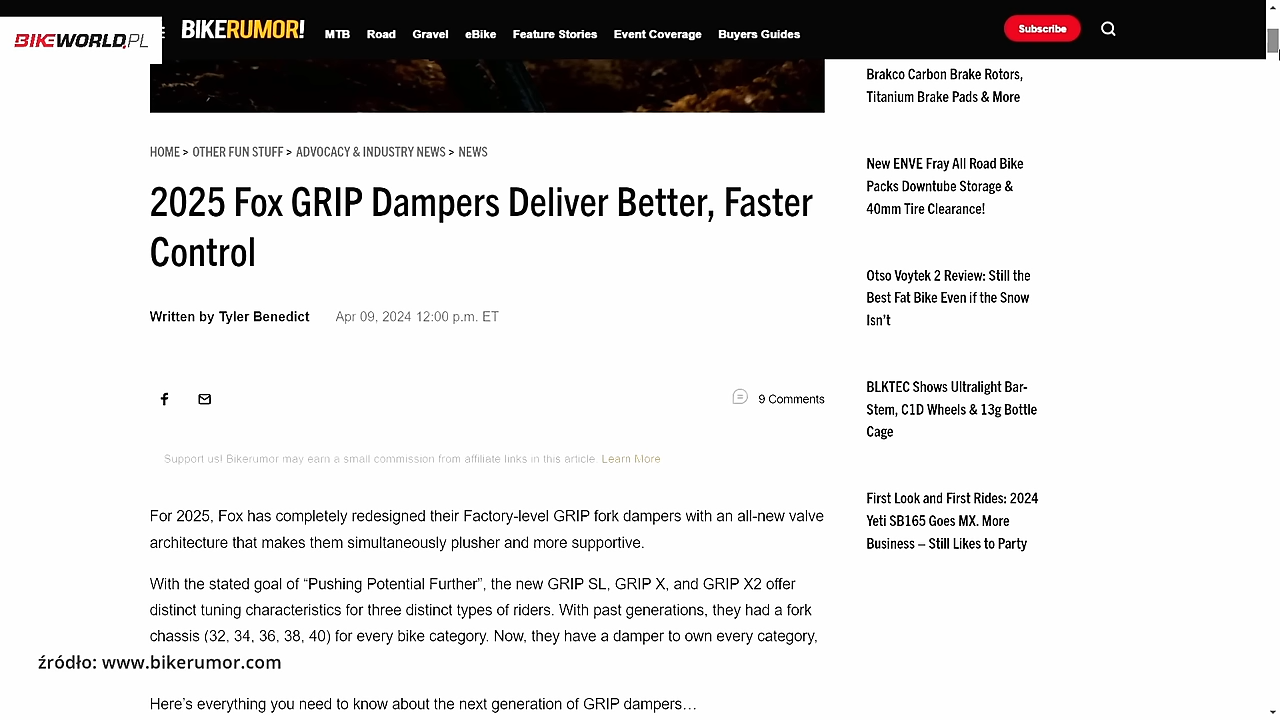 BIKEWORLD.PL
BIKERUMOR!
MTB Road Gravel eBike Feature Stories Event Coverage Buyers Guides
Subscribe
HOME > OTHER FUN STUFF > ADVOCACY & INDUSTRY NEWS > NEWS
2025 Fox GRIP Dampers Deliver Better, Faster
Control
Written by Tyler Benedict Apr 09, 2024 12:00 p.m. ET
9 Comments
Support us! Bikerumor may earn a small commission from affiliate links in this article. Learn More
For 2025, Fox has completely redesigned their Factory-level GRIP fork dampers with an all-new valve
architecture that makes them simultaneously plusher and more supportive.
With the stated goal of “Pushing Potential Further”, the new GRIP SL, GRIP X, and GRIP X2 offer
distinct tuning characteristics for three distinct types of riders. With past generations, they had a fork
chassis (32, 34, 36, 38, 40) for every bike category. Now, they have a damper to own every category,
źródło: www.bikerumor.com
Here’s everything you need to know about the next generation of GRIP dampers…
Brakco Carbon Brake Rotors,
Titanium Brake Pads & More
New ENVE Fray All Road Bike
Packs Downtube Storage &
40mm Tire Clearance!
Otso Voytek 2 Review: Still the
Best Fat Bike Even if the Snow
Isn’t
BLKTEC Shows Ultralight Bar-
Stem, C1D Wheels & 13g Bottle
Cage
First Look and First Rides: 2024
Yeti SB165 Goes MX. More
Business – Still Likes to Party